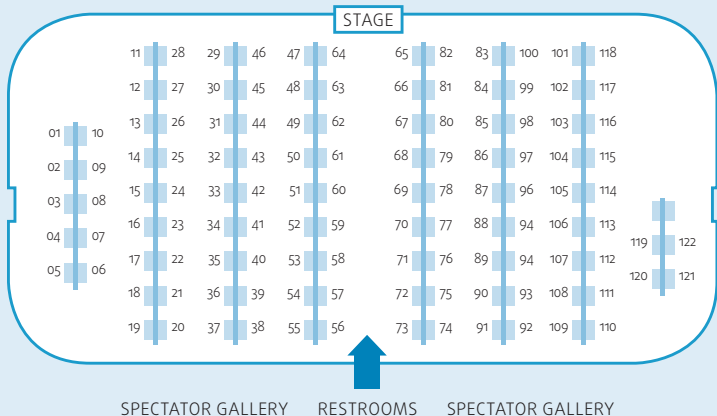 STAGE
11 28 29 46 47 64 65 82 83 100 101 118
12 27 30 45 48 63 66 81 84 99 102 117
13 26 31 44 49 62 67 80 85 98 103 116
01 10
14 25 32 43 50 61 68 79 86 97 104 115
02 09
15 24 33 42 51 60 69 78 87 96 105 114
03 08
16 23 34 41 52 59 70 77 88 94 106 113
04 07 119 122
17 22 35 40 53 58 71 76 89 94 107 112
05 06 120 121
18 21 36 39 54 57 72 75 90 93 108 111
19 20 37 38 55 56 73 74 91 92 109 110
SPECTATOR GALLERY RESTROOMS SPECTATOR GALLERY